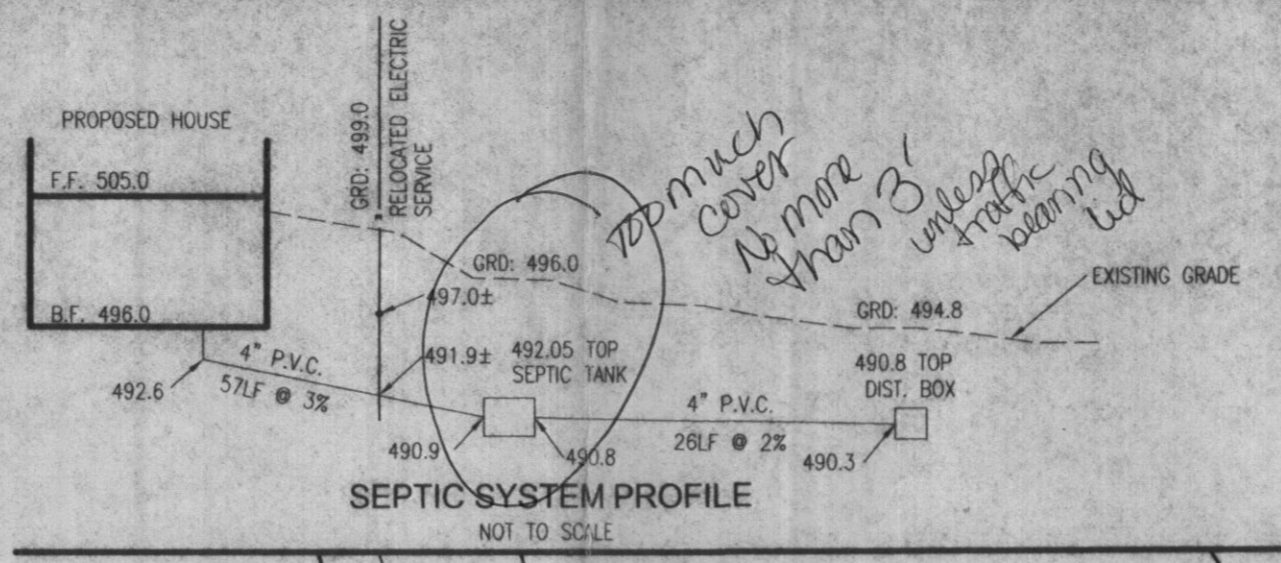 PROPOSED HOUSE
F.F. 505.0
B.F. 496.0
GRD: 499.0
RELOCATED ELECTRIC
SERVICE
Too much
cover
No more
than 3'
unless
traffic
bearing
lid
GRD: 496.0
497.0±
491.9±
492.05 TOP
SEPTIC TANK
EXISTING GRADE
GRD: 494.8
490.8 TOP
DIST. BOX
492.6
4" P.V.C.
57LF @ 3%
490.9
490.8
4" P.V.C.
26LF @ 2%
490.3
SEPTIC SYSTEM PROFILE
NOT TO SCALE